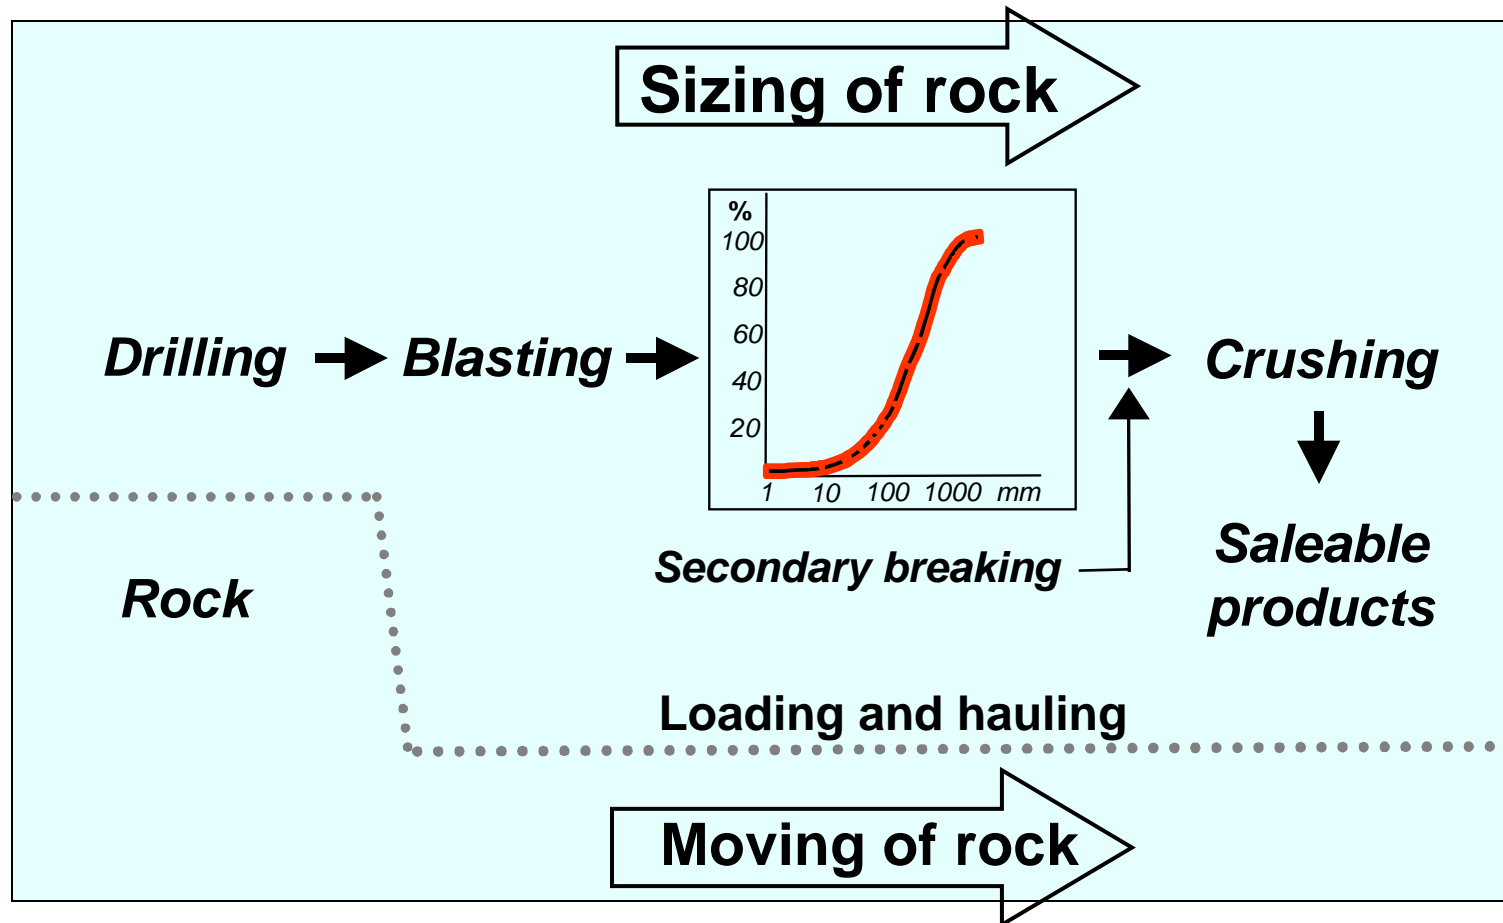 Sizing of rock
%
100
80
60
40
20
1 10 100 1000 mm
Drilling
Blasting
Crushing
Secondary breaking
Saleable
products
Rock
Loading and hauling
Moving of rock